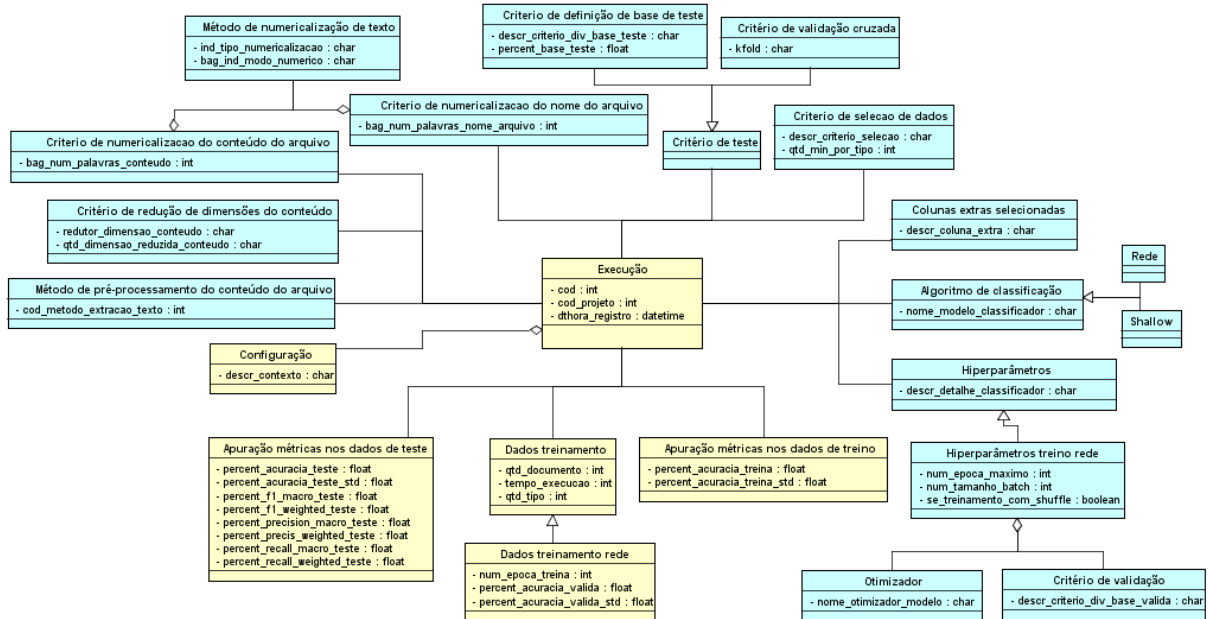 Método de numericalização de texto
- ind_tipo_numericalizacao : char
- bag_ind_modo_numerico : char
Criterio de definição de base de teste
- descr_criterio_div_base_teste : char
- percent_base_teste : float
Critério de validação cruzada
- kfold : char
Criterio de numericalizacao do nome do arquivo
- bag_num_palavras_nome_arquivo : int
Criterio de selecao de dados
- descr_criterio_selecao : char
- qtd_min_por_tipo : int
Criterio de numericalizacao do conteúdo do arquivo
- bag_num_palavras_conteudo : int
Critério de teste
Critério de redução de dimensões do conteúdo
- redutor_dimensao_conteudo : char
- qtd_dimensao_reduzida_conteudo : char
Colunas extras selecionadas
- descr_coluna_extra : char
Rede
Execução
- cod : int
- cod_projeto : int
- dthora_registro : datetime
Método de pré-processamento do conteúdo do arquivo
- cod_metodo_extracao_texto : int
Algoritmo de classificação
- nome_modelo_classificador : char
Shallow
Configuração
- descr_contexto : char
Hiperparâmetros
- descr_detalhe_classificador : char
Apuração métricas nos dados de teste
- percent_acuracia_teste : float
- percent_acuracia_teste_std : float
- percent_f1_macro_teste : float
- percent_f1_weighted_teste : float
- percent_precision_macro_teste : float
- percent_precis_weighted_teste : float
- percent_recall_macro_teste : float
- percent_recall_weighted_teste : float
Dados treinamento
- qtd_documento : int
- tempo_execucao : int
- qtd_tipo : int
Apuração métricas nos dados de treino
- percent_acuracia_treina : float
- percent_acuracia_treina_std : float
Hiperparâmetros treino rede
- num_epoca_maximo : int
- num_tamanho_batch : int
- se_treinamento_com_shuffle : boolean
Dados treinamento rede
- num_epoca_treina : int
- percent_acuracia_valida : float
- percent_acuracia_valida_std : float
Otimizador
- nome_otimizador_modelo : char
Critério de validação
- descr_criterio_div_base_valida : char